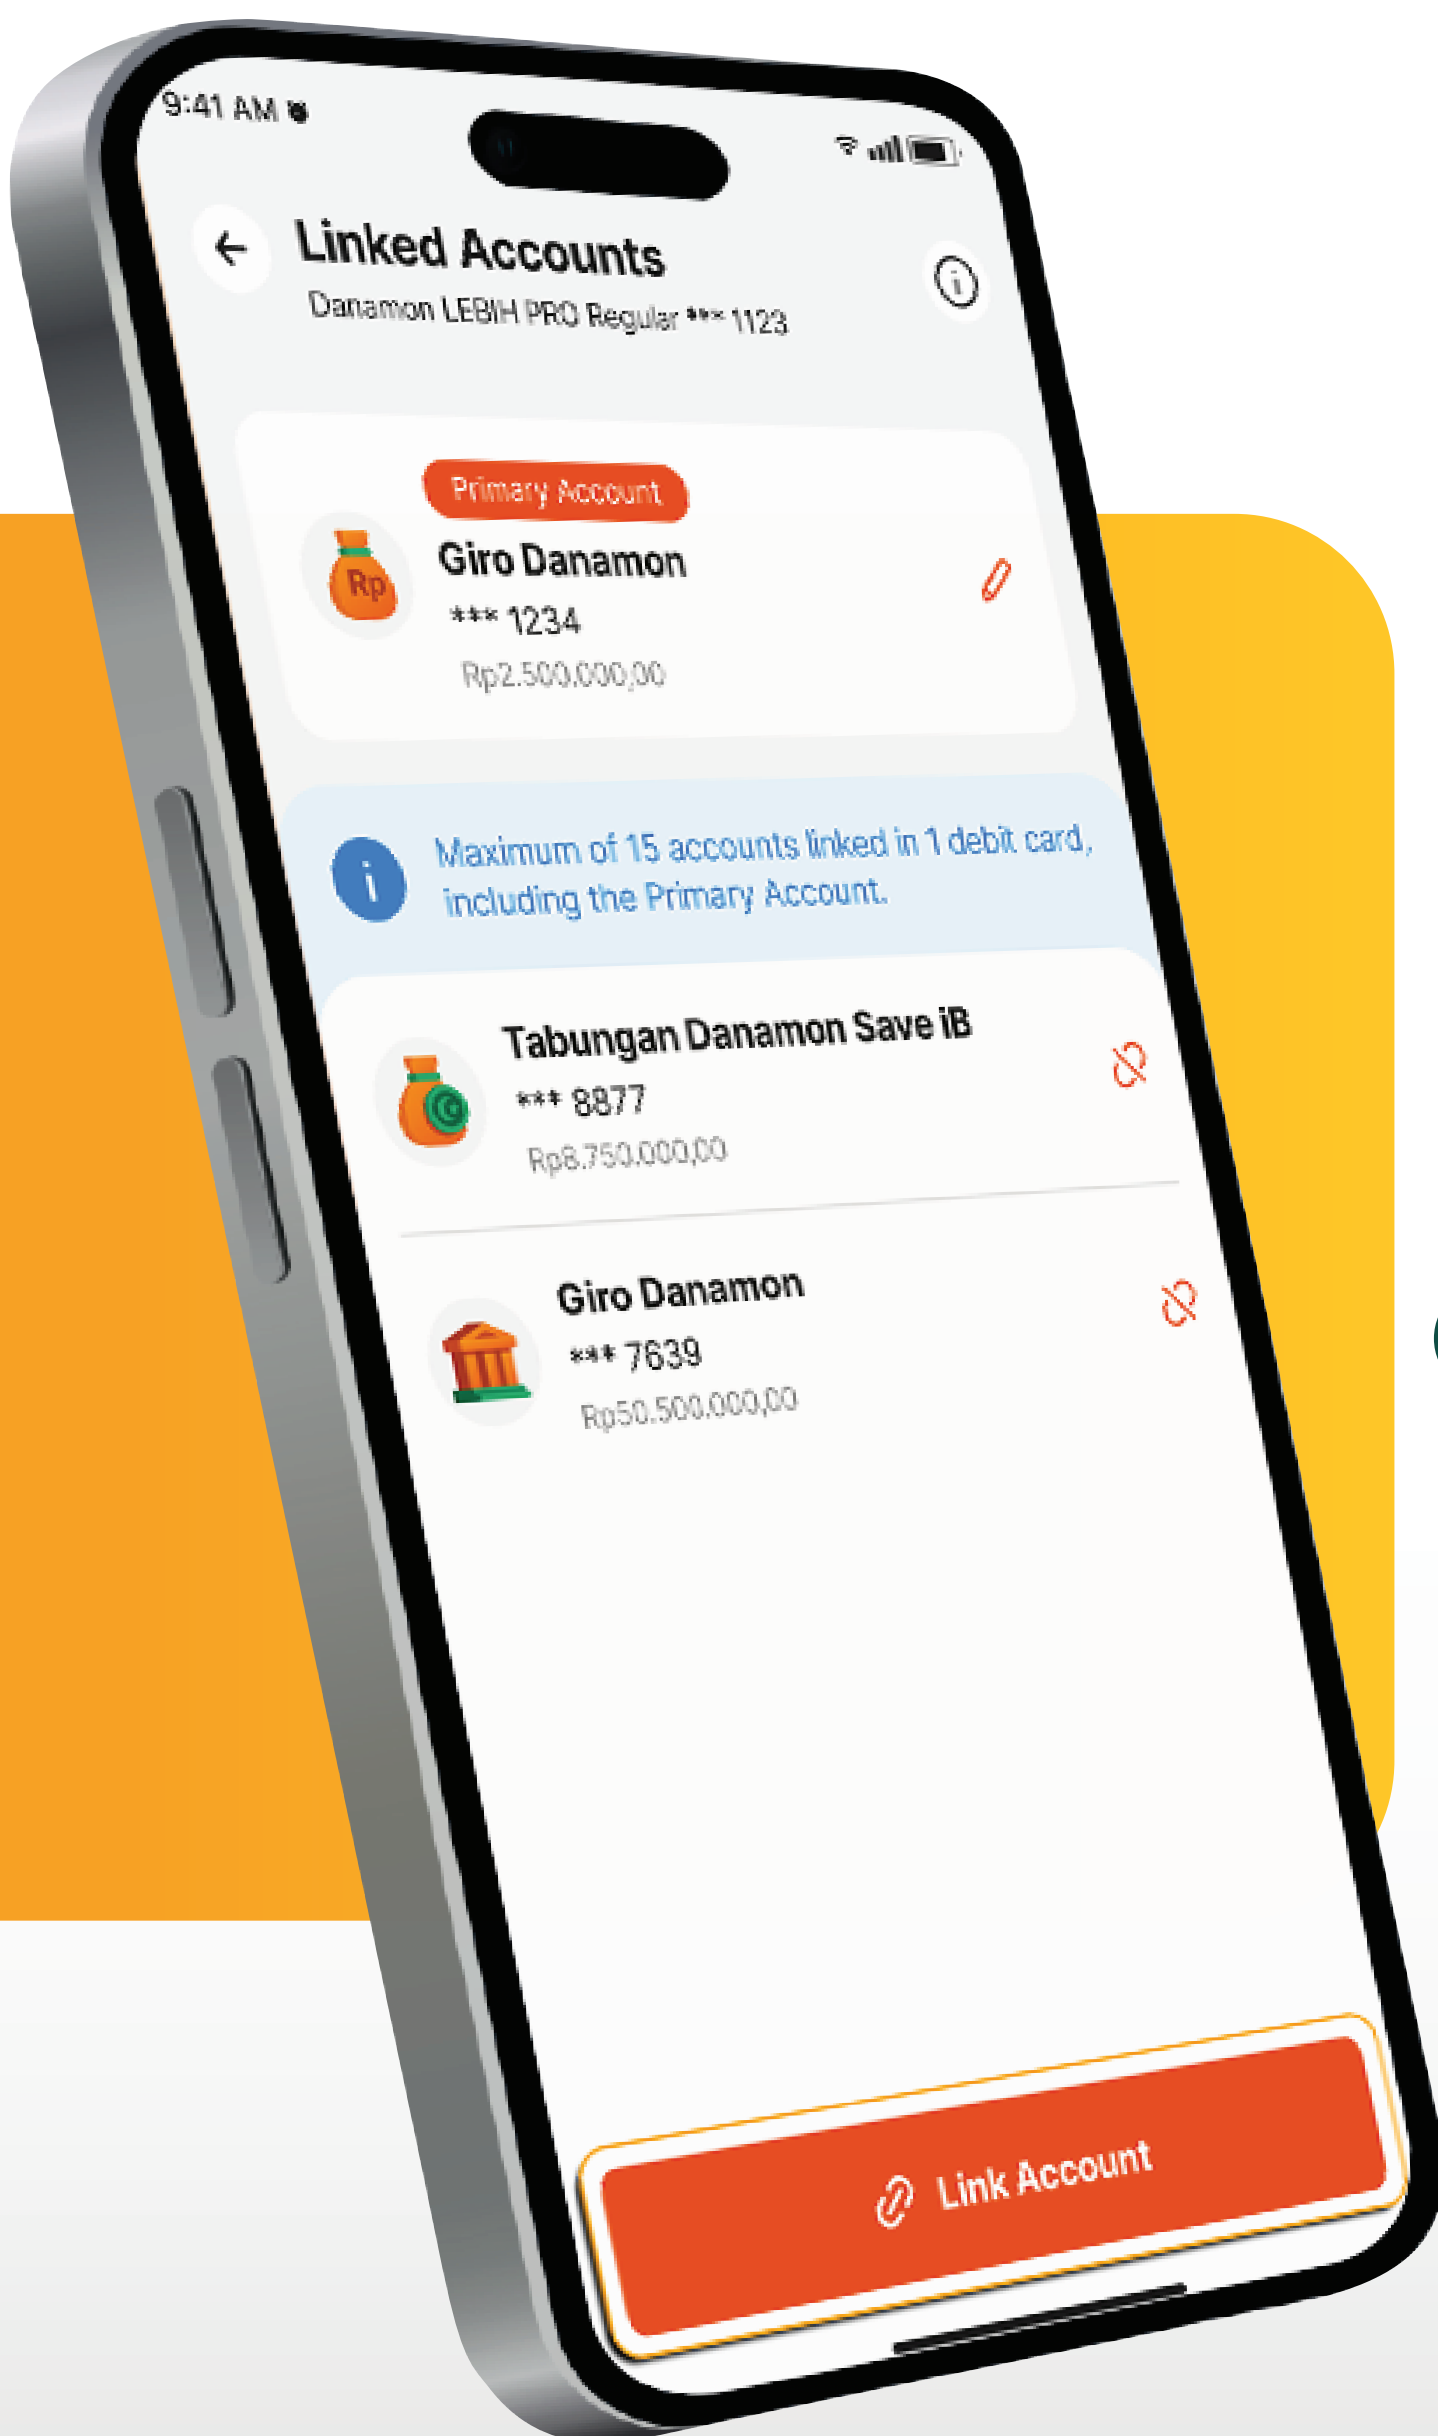 9:41 AM
Linked Accounts
Danamon LEBIH PRO Regular *** 1123
Primary Account
Rp
Giro Danamon
*** 1234
Rp2.500.000,00
Maximum of 15 accounts linked in 1 debit card,
including the Primary Account.
Tabungan Danamon Save iB
*** 8877
Rp8.750.000,00
Giro Danamon
*** 7639
Rp50.500.000,00
Link Account